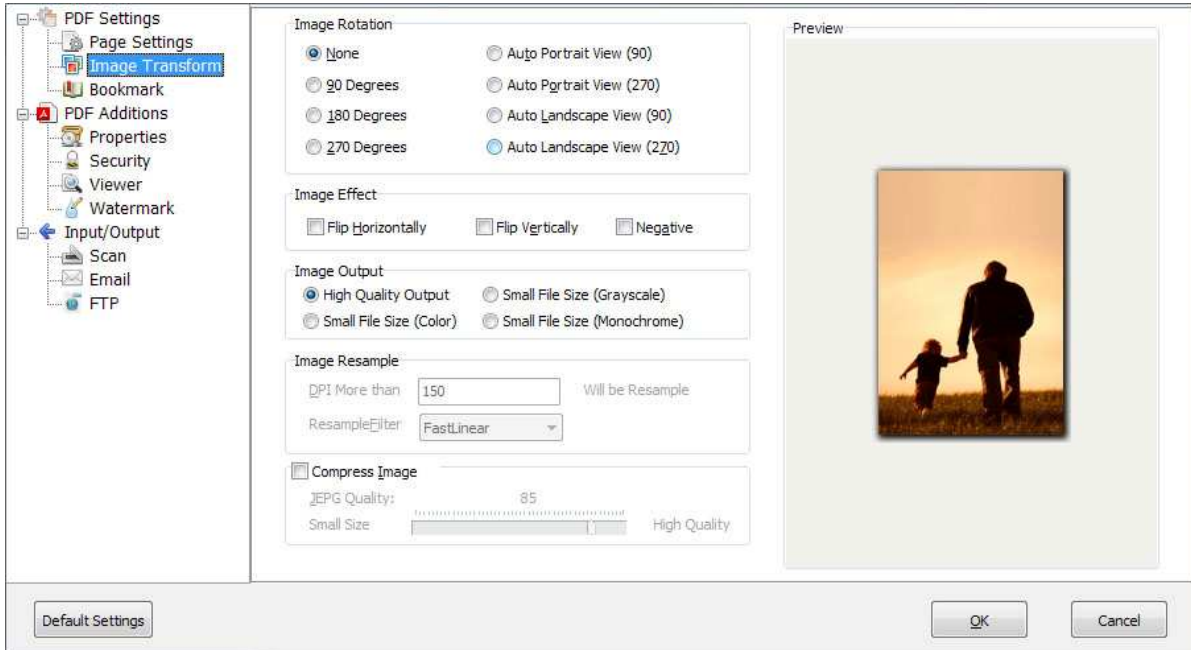 PDF Settings
Page Settings
Image Transform
Bookmark
PDF Additions
Properties
Security
Viewer
Watermark
Input/Output
Scan
Email
FTP
Image Rotation
None
Auto Portrait View (90)
90 Degrees
Auto Portrait View (270)
180 Degrees
Auto Landscape View (90)
270 Degrees
Auto Landscape View (270)
Image Effect
Flip Horizontally
Flip Vertically
Negative
Image Output
High Quality Output
Small File Size (Grayscale)
Small File Size (Color)
Small File Size (Monochrome)
Image Resample
DPI More than
150
Will be Resample
ResampleFilter
FastLinear
Compress Image
JEPG Quality:
85
Small Size
High Quality
Preview
Default Settings
OK
Cancel